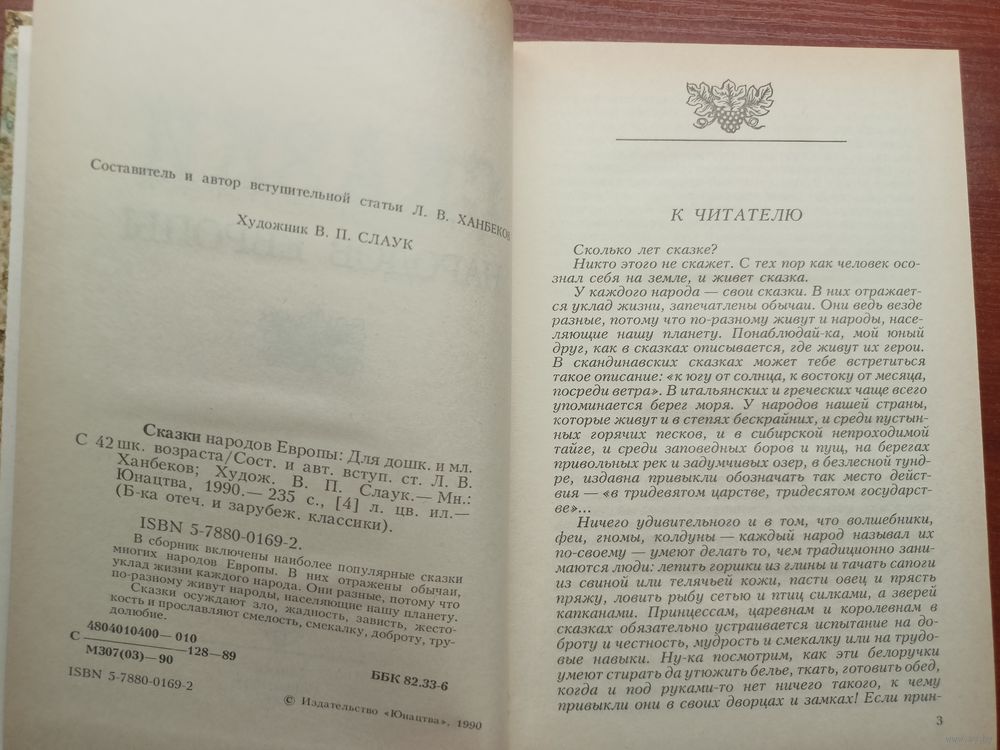 Составитель и автор вступительной статьи Л. В. ХАНБЕКОВ
Художник В. П. СЛАУК
Сказки народов Европы: Для дошк. и мл.
С 42 шк. возраста/Сост. и авт. вступ. ст. Л. В.
Ханбеков; Худож. В. П. Слаук.— Мн.:
Юнацтва, 1990.— 235 с., [4] л. цв. ил.—
(Б-ка отеч. и зарубеж. классики).
ISBN 5-7880-0169-2.
В сборник включены наиболее популярные сказки
многих народов Европы. В них отражены обычаи,
уклад жизни каждого народа. Они разные, потому что
по-разному живут народы, населяющие нашу планету.
Сказки осуждают зло, жадность, зависть, жесто-
кость и прославляют смелость, смекалку, доброту, тру-
долюбие.
4804010400—010
С ————— 128—89
М307(03)—90
ББК 82.33-6
ISBN 5-7880-0169-2
© Издательство «Юнацтва», 1990
К ЧИТАТЕЛЮ
Сколько лет сказке?
Никто этого не скажет. С тех пор как человек осо-
знал себя на земле, и живет сказка.
У каждого народа — свои сказки. В них отражает-
ся уклад жизни, запечатлены обычаи. Они ведь везде
разные, потому что по-разному живут и народы, насе-
ляющие нашу планету. Понаблюдай-ка, мой юный
друг, как в сказках описывается, где живут их герои.
В скандинавских сказках может тебе встретиться
такое описание: «к югу от солнца, к востоку от месяца,
посреди ветра». В итальянских и греческих чаще всего
упоминается берег моря. У народов нашей страны,
которые живут и в степях бескрайних, и среди пустын-
ных горячих песков, и в сибирской непроходимой
тайге, и среди заповедных боров и пущ, на берегах
привольных рек и задумчивых озер, в безлесной тунд-
ре, издавна привыкли обозначать так место дейст-
вия — «в тридевятом царстве, тридесятом государст-
ве»...
Ничего удивительного и в том, что волшебники,
феи, гномы, колдуны — каждый народ называл их
по-своему — умеют делать то, чем традиционно зани-
маются люди: лепить горшки из глины и тачать сапоги
из свиной или телячьей кожи, пасти овец и прясть
пряжу, ловить рыбу сетью и птиц силками, а зверей
капканами. Принцессам, царевнам и королевнам в
сказках обязательно устраивается испытание на до-
броту и честность, мудрость и смекалку или на трудо-
вые навыки. Ну-ка посмотрим, как эти белоручки
умеют стирать да утюжить белье, ткать, готовить обед,
когда и под руками-то нет ничего такого, к чему
привыкли они в своих дворцах и замках! Если прин-
3